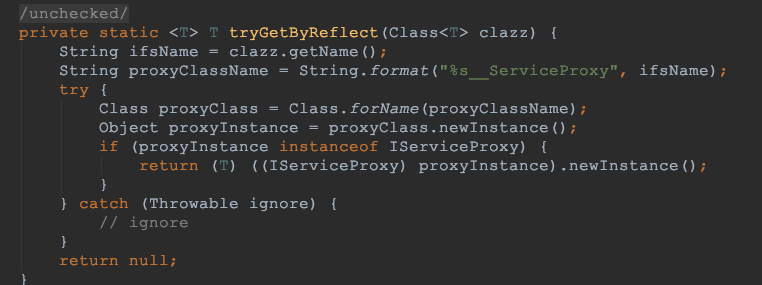 /unchecked/
private static <T> T tryGetByReflect(Class<T> clazz) {
    String ifsName = clazz.getName();
    String proxyClassName = String.format("%s__ServiceProxy", ifsName);
    try {
        Class proxyClass = Class.forName(proxyClassName);
        Object proxyInstance = proxyClass.newInstance();
        if (proxyInstance instanceof IServiceProxy) {
            return (T) ((IServiceProxy) proxyInstance).newInstance();
        }
    } catch (Throwable ignore) {
        // ignore
    }
    return null;
}